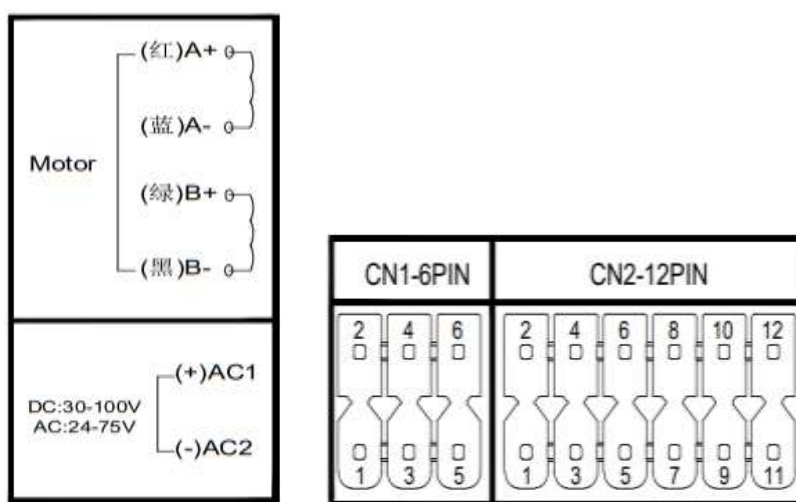 (红)A+
(蓝)A-
Motor
(绿)B+
(黑)B-
(+)AC1
DC:30-100V
AC:24-75V
(-)AC2
CN1-6PIN CN2-12PIN
2 4 6 2 4 6 8 10 12
1 3 5 1 3 5 7 9 11